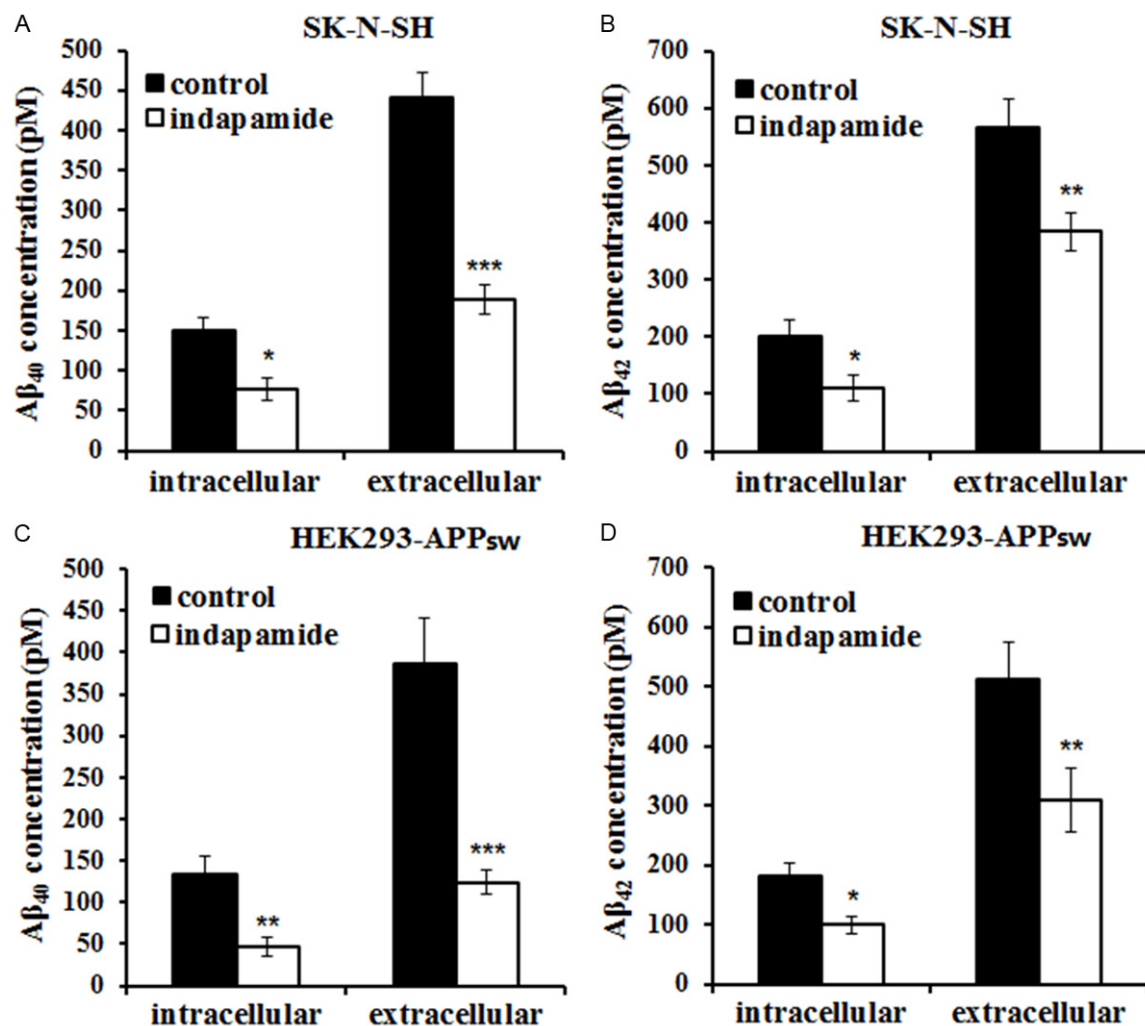 A
SK-N-SH
500
450
400
350
300
250
200
150
100
50
0
Aβ40 concentration (pM)
control
indapamide
*
***
intracellular
extracellular
B
SK-N-SH
700
600
500
400
300
200
100
0
Aβ42 concentration (pM)
control
indapamide
*
**
intracellular
extracellular
C
HEK293-APPsw
500
450
400
350
300
250
200
150
100
50
0
Aβ40 concentration (pM)
control
indapamide
**
***
intracellular
extracellular
D
HEK293-APPsw
700
600
500
400
300
200
100
0
Aβ42 concentration (pM)
control
indapamide
*
**
intracellular
extracellular